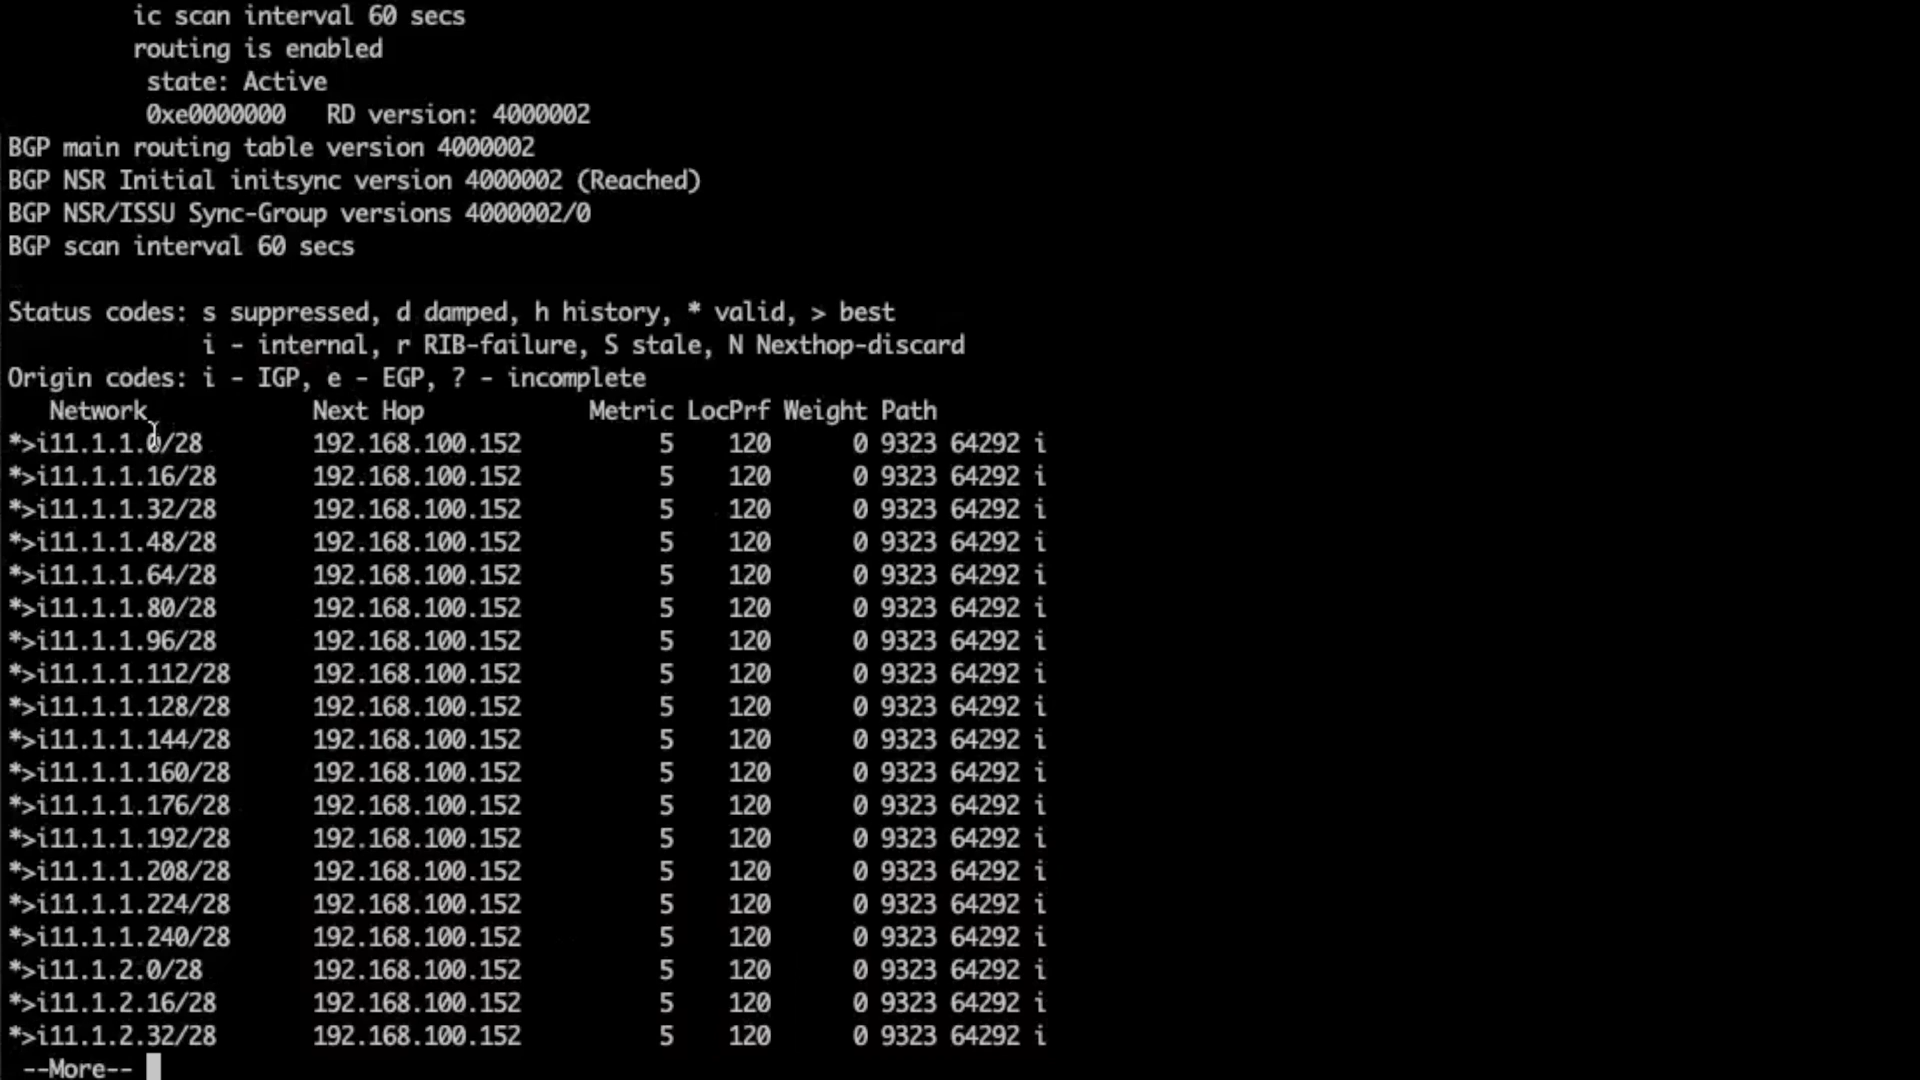 ic scan interval 60 secs
routing is enabled
state: Active
0xe0000000   RD version: 4000002
BGP main routing table version 4000002
BGP NSR Initial initsync version 4000002 (Reached)
BGP NSR/ISSU Sync-Group versions 4000002/0
BGP scan interval 60 secs
Status codes: s suppressed, d damped, h history, * valid, > best
i - internal, r RIB-failure, S stale, N Nexthop-discard
Origin codes: i - IGP, e - EGP, ? - incomplete
Network            Next Hop            Metric LocPrf Weight Path
*>i11.1.1.0/28        192.168.100.152          5    120      0 9323 64292 i
*>i11.1.1.16/28       192.168.100.152          5    120      0 9323 64292 i
*>i11.1.1.32/28       192.168.100.152          5    120      0 9323 64292 i
*>i11.1.1.48/28       192.168.100.152          5    120      0 9323 64292 i
*>i11.1.1.64/28       192.168.100.152          5    120      0 9323 64292 i
*>i11.1.1.80/28       192.168.100.152          5    120      0 9323 64292 i
*>i11.1.1.96/28       192.168.100.152          5    120      0 9323 64292 i
*>i11.1.1.112/28      192.168.100.152          5    120      0 9323 64292 i
*>i11.1.1.128/28      192.168.100.152          5    120      0 9323 64292 i
*>i11.1.1.144/28      192.168.100.152          5    120      0 9323 64292 i
*>i11.1.1.160/28      192.168.100.152          5    120      0 9323 64292 i
*>i11.1.1.176/28      192.168.100.152          5    120      0 9323 64292 i
*>i11.1.1.192/28      192.168.100.152          5    120      0 9323 64292 i
*>i11.1.1.208/28      192.168.100.152          5    120      0 9323 64292 i
*>i11.1.1.224/28      192.168.100.152          5    120      0 9323 64292 i
*>i11.1.1.240/28      192.168.100.152          5    120      0 9323 64292 i
*>i11.1.2.0/28        192.168.100.152          5    120      0 9323 64292 i
*>i11.1.2.16/28       192.168.100.152          5    120      0 9323 64292 i
*>i11.1.2.32/28       192.168.100.152          5    120      0 9323 64292 i
--More--